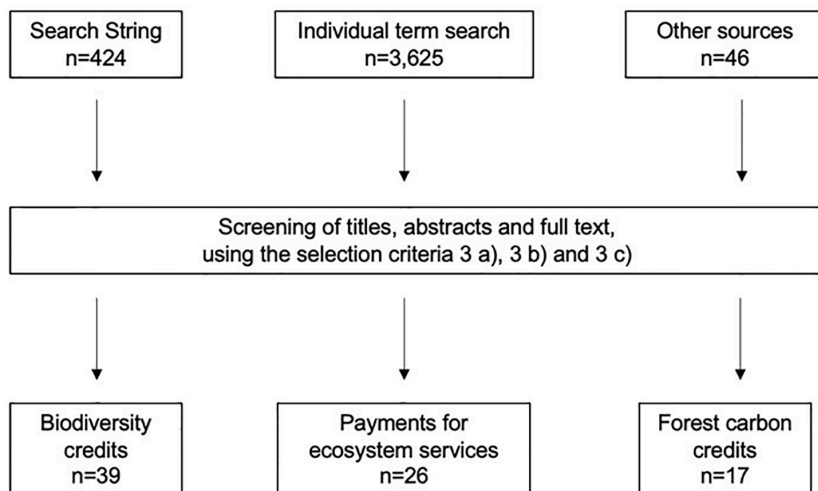 Search String
n=424
Individual term search
n=3,625
Other sources
n=46
Screening of titles, abstracts and full text,
using the selection criteria 3 a), 3 b) and 3 c)
Biodiversity
credits
n=39
Payments for
ecosystem services
n=26
Forest carbon
credits
n=17